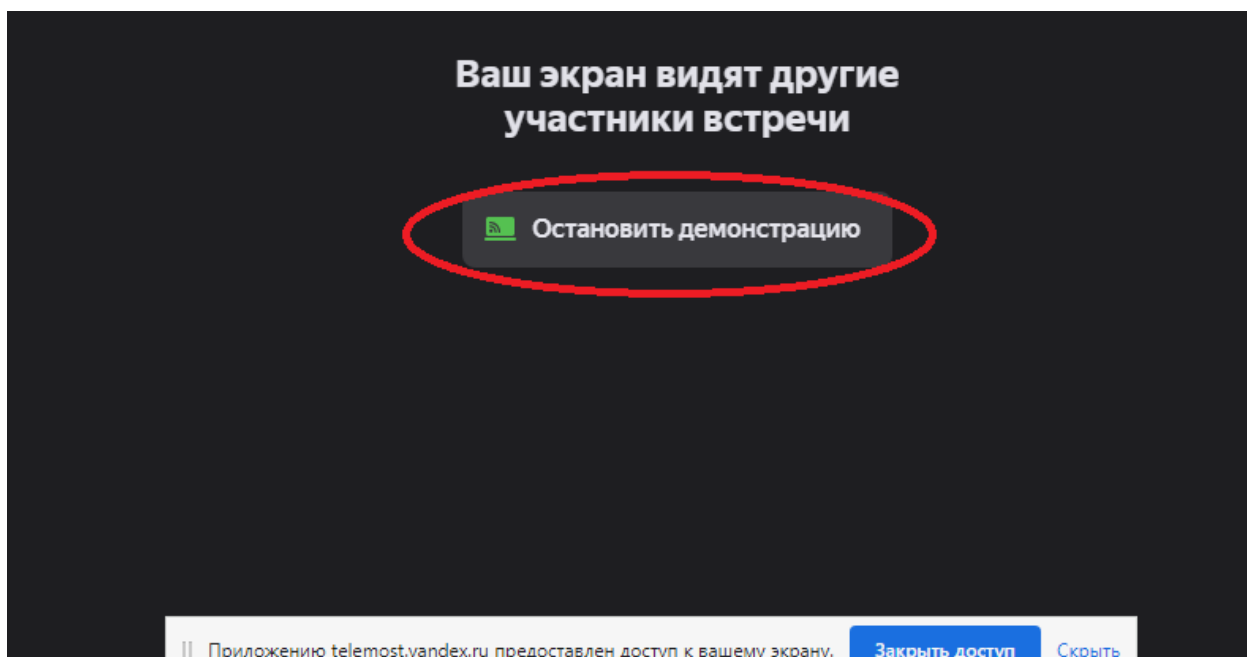 Ваш экран видят другие
участники встречи
Остановить демонстрацию
Приложению telemost.yandex.ru предоставлен доступ к вашему экрану. Закрыть доступ Скрыть